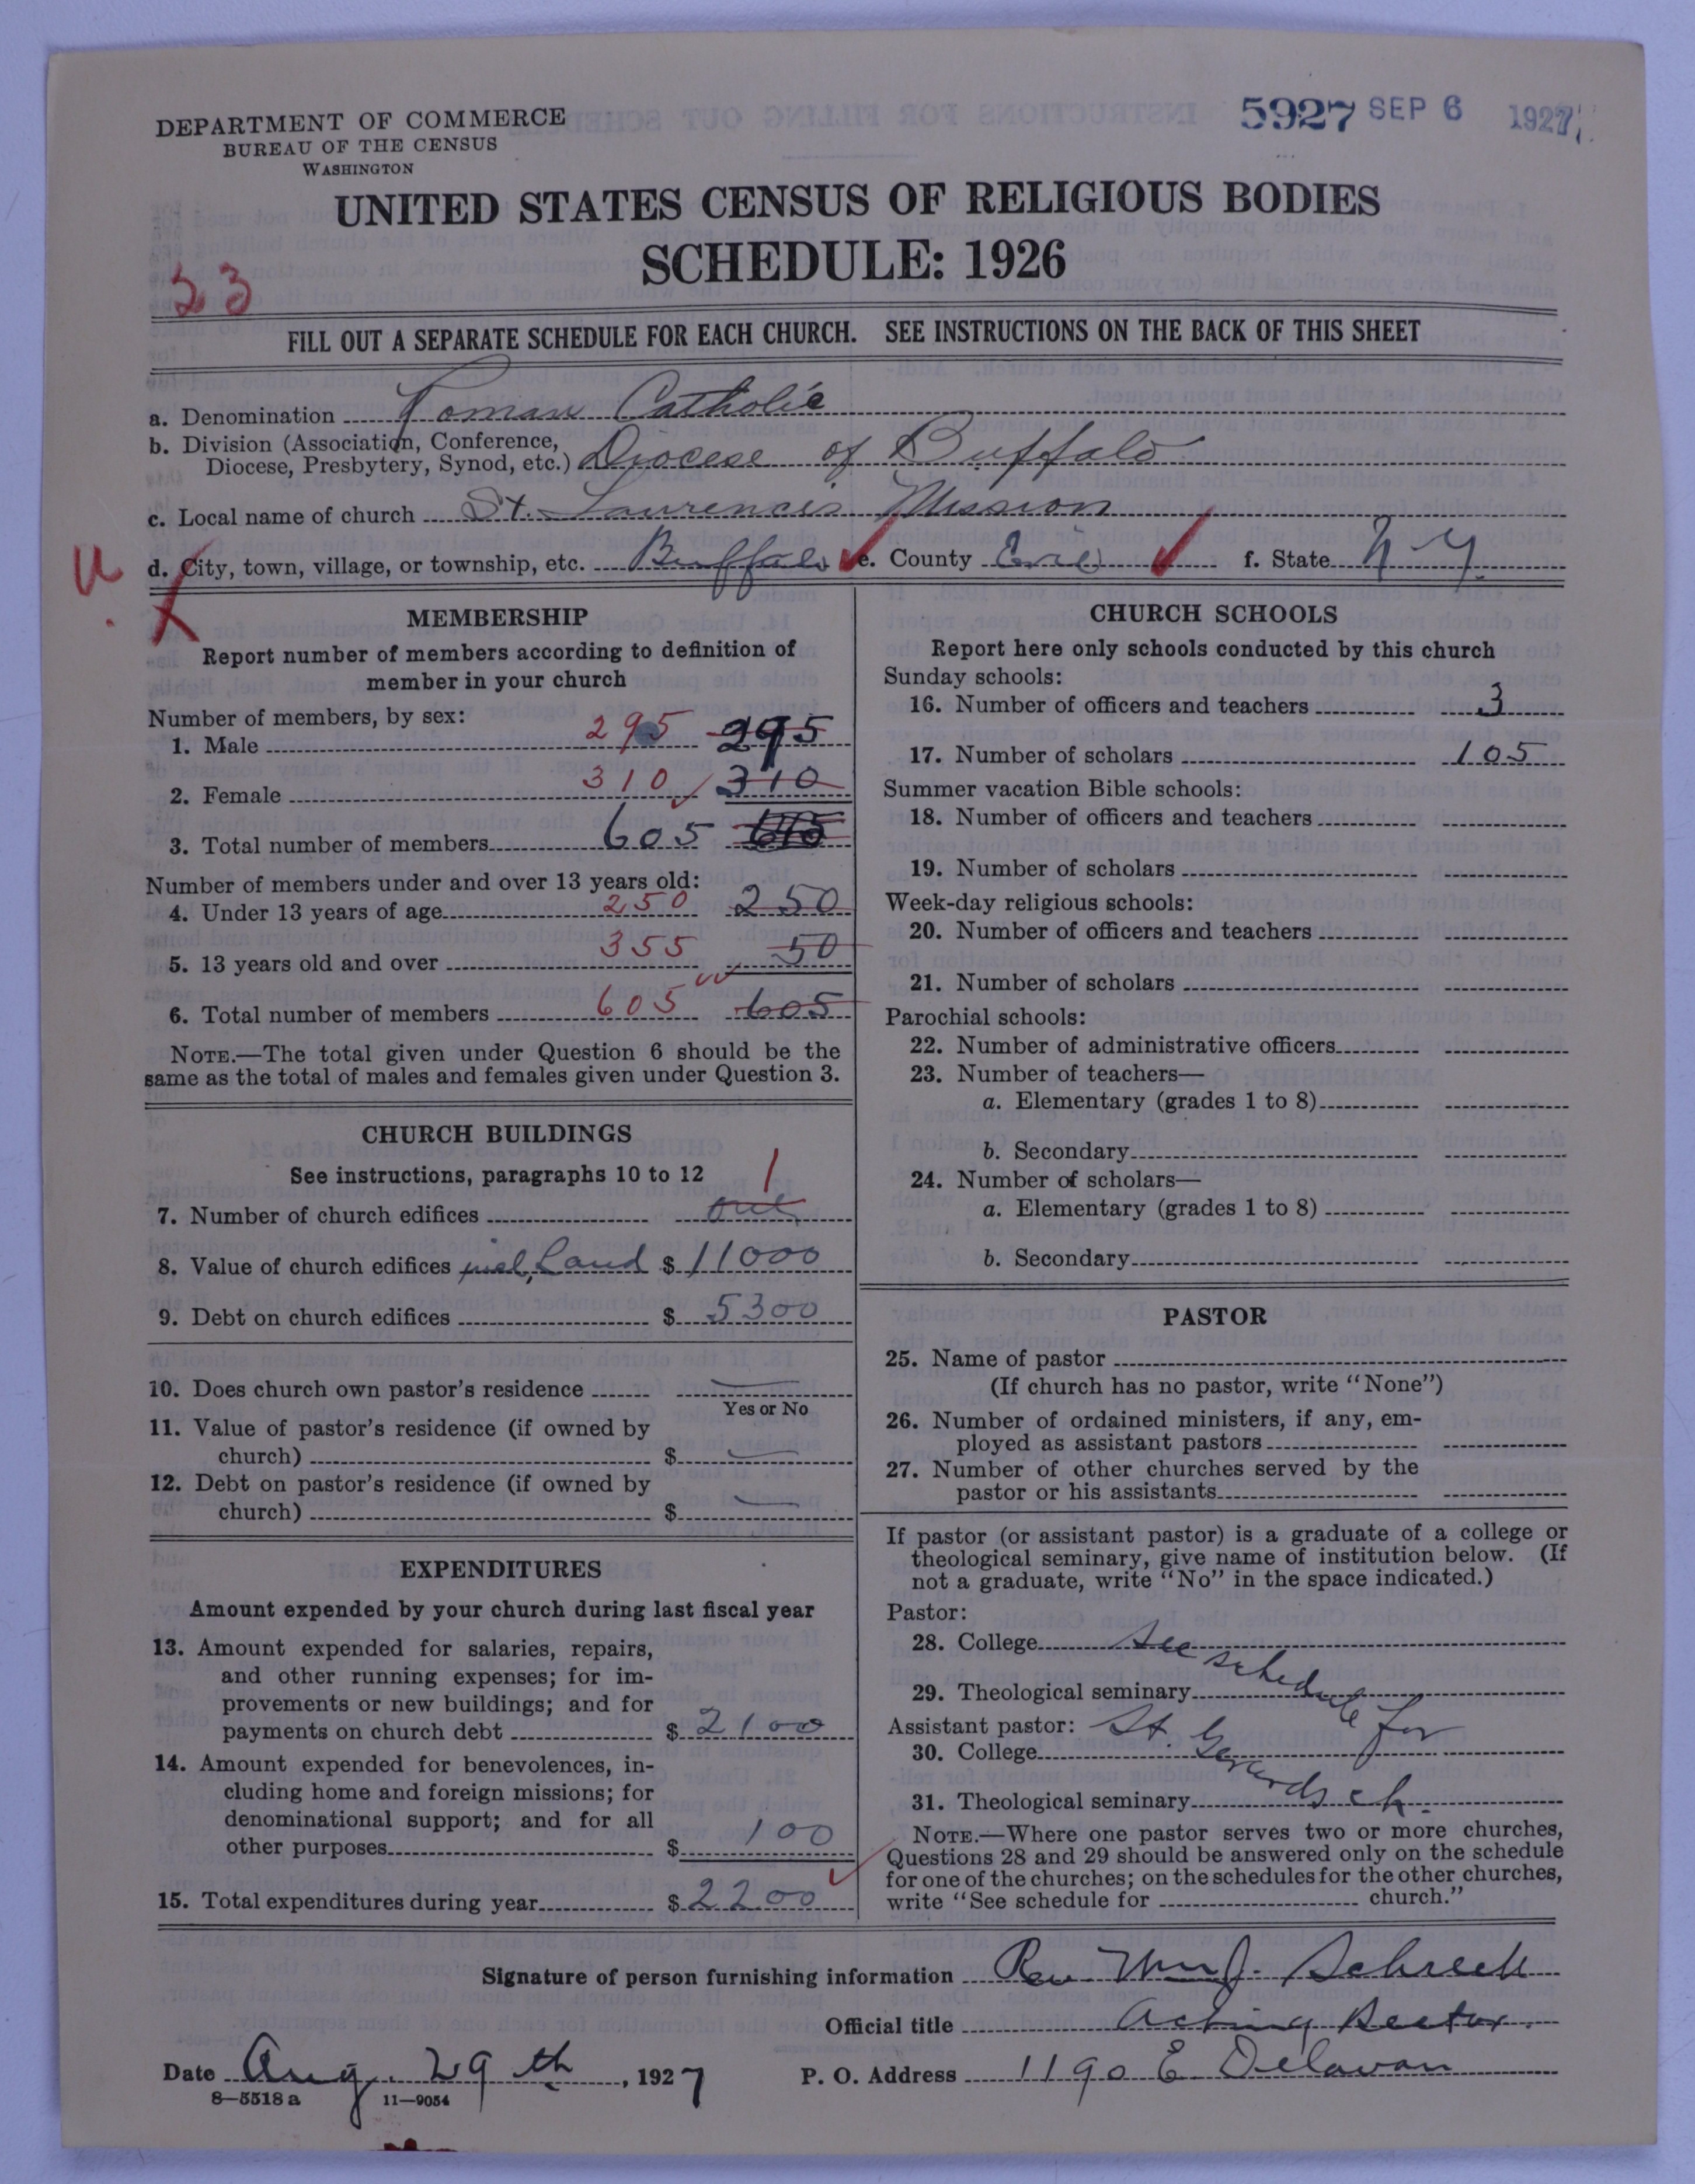 DEPARTMENT OF COMMERCE
BUREAU OF THE CENSUS
WASHINGTON
5927 SEP 6 1927
UNITED STATES CENSUS OF RELIGIOUS BODIES
SCHEDULE: 1926
53
FILL OUT A SEPARATE SCHEDULE FOR EACH CHURCH. SEE INSTRUCTIONS ON THE BACK OF THIS SHEET
a. Denomination Roman Catholic
b. Division (Association, Conference,
Diocese, Presbytery, Synod, etc.) Diocese of Buffalo
c. Local name of church St. Laurences Mission
d. City, town, village, or township, etc. Buffalo e. County Erie f. State N-Y.
U
MEMBERSHIP
Report number of members according to definition of
member in your church
Number of members, by sex:
1. Male 295 295
2. Female 310 310
3. Total number of members 605
Number of members under and over 13 years old:
4. Under 13 years of age 250 250
5. 13 years old and over 355 50
6. Total number of members 605 605
NOTE.—The total given under Question 6 should be the
same as the total of males and females given under Question 3.
CHURCH BUILDINGS
See instructions, paragraphs 10 to 12
7. Number of church edifices 1 one
8. Value of church edifices Land $ 11000
9. Debt on church edifices $ 5300
10. Does church own pastor's residence —
Yes or No
11. Value of pastor's residence (if owned by
church) $ —
12. Debt on pastor's residence (if owned by
church) $ —
EXPENDITURES
Amount expended by your church during last fiscal year
13. Amount expended for salaries, repairs,
and other running expenses; for im-
provements or new buildings; and for
payments on church debt $ 2100
14. Amount expended for benevolences, in-
cluding home and foreign missions; for
denominational support; and for all
other purposes $ 100
15. Total expenditures during year $ 2200
CHURCH SCHOOLS
Report here only schools conducted by this church
Sunday schools:
16. Number of officers and teachers 3
17. Number of scholars 105
Summer vacation Bible schools:
18. Number of officers and teachers
19. Number of scholars
Week-day religious schools:
20. Number of officers and teachers
21. Number of scholars
Parochial schools:
22. Number of administrative officers
23. Number of teachers—
a. Elementary (grades 1 to 8)
b. Secondary
24. Number of scholars—
a. Elementary (grades 1 to 8)
b. Secondary
PASTOR
25. Name of pastor
(If church has no pastor, write "None")
26. Number of ordained ministers, if any, em-
ployed as assistant pastors
27. Number of other churches served by the
pastor or his assistants
If pastor (or assistant pastor) is a graduate of a college or
theological seminary, give name of institution below. (If
not a graduate, write "No" in the space indicated.)
Pastor:
28. College See schedule for
29. Theological seminary
Assistant pastor: St. Gerards ch.
30. College
31. Theological seminary
NOTE.—Where one pastor serves two or more churches,
Questions 28 and 29 should be answered only on the schedule
for one of the churches; on the schedules for the other churches,
write "See schedule for church."
Signature of person furnishing information Rev Wm J. Schreck
Official title Acting Rector.
Date Aug. 29th, 1927 P. O. Address 1190 E Delavan
8—5518a 11—9054